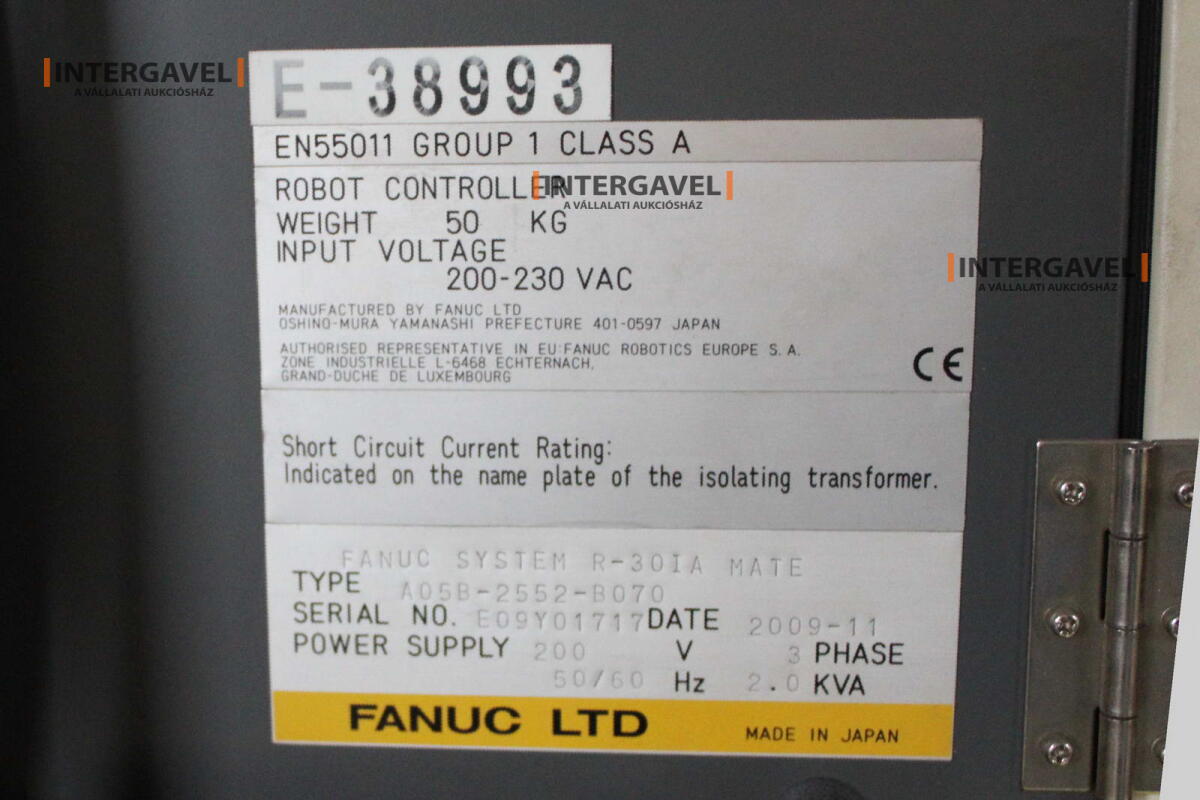 INTERGAVEL
A VÁLLALATI AUKCIÓSHÁZ
E-38993
EN55011 GROUP 1 CLASS A
ROBOT CONTROLLER
INTERGAVEL
A VÁLLALATI AUKCIÓSHÁZ
WEIGHT 50 KG
INPUT VOLTAGE
200-230 VAC
INTERGAVEL
A VÁLLALATI AUKCIÓSHÁZ
MANUFACTURED BY FANUC LTD
OSHINO-MURA YAMANASHI PREFECTURE 401-0597 JAPAN
AUTHORISED REPRESENTATIVE IN EU:FANUC ROBOTICS EUROPE S. A.
ZONE INDUSTRIELLE L-6468 ECHTERNACH,
GRAND-DUCHE DE LUXEMBOURG
CE
Short Circuit Current Rating:
Indicated on the name plate of the isolating transformer.
FANUC SYSTEM R-30IA MATE
TYPE A05B-2552-B070
SERIAL NO. E09Y01717 DATE 2009-11
POWER SUPPLY 200 V 3 PHASE
50/60 Hz 2.0 KVA
FANUC LTD MADE IN JAPAN